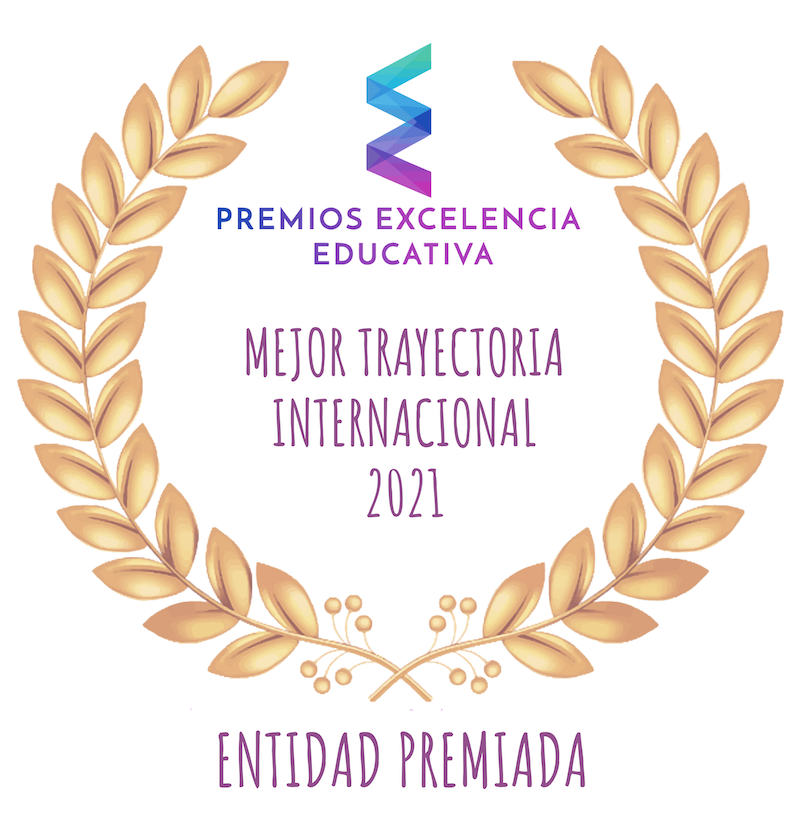 PREMIOS EXCELENCIA
EDUCATIVA
MEJOR TRAYECTORIA
INTERNACIONAL
2021
ENTIDAD PREMIADA